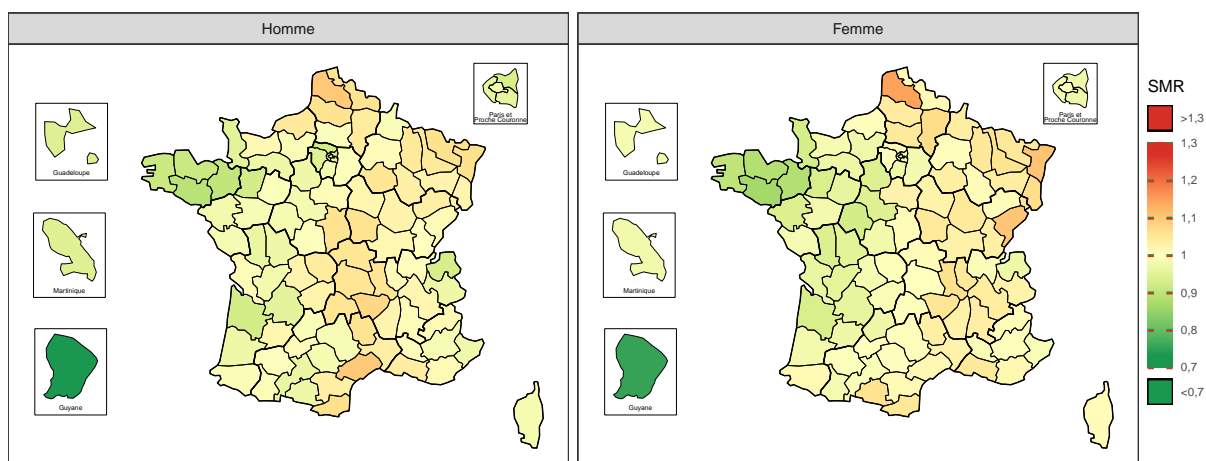 Homme
Femme
Paris et
Proche Couronne
Guadeloupe
Martinique
Guyane
Paris et
Proche Couronne
Guadeloupe
Martinique
Guyane
SMR
>1,3
1,3
1,2
1,1
1
0,9
0,8
0,7
<0,7